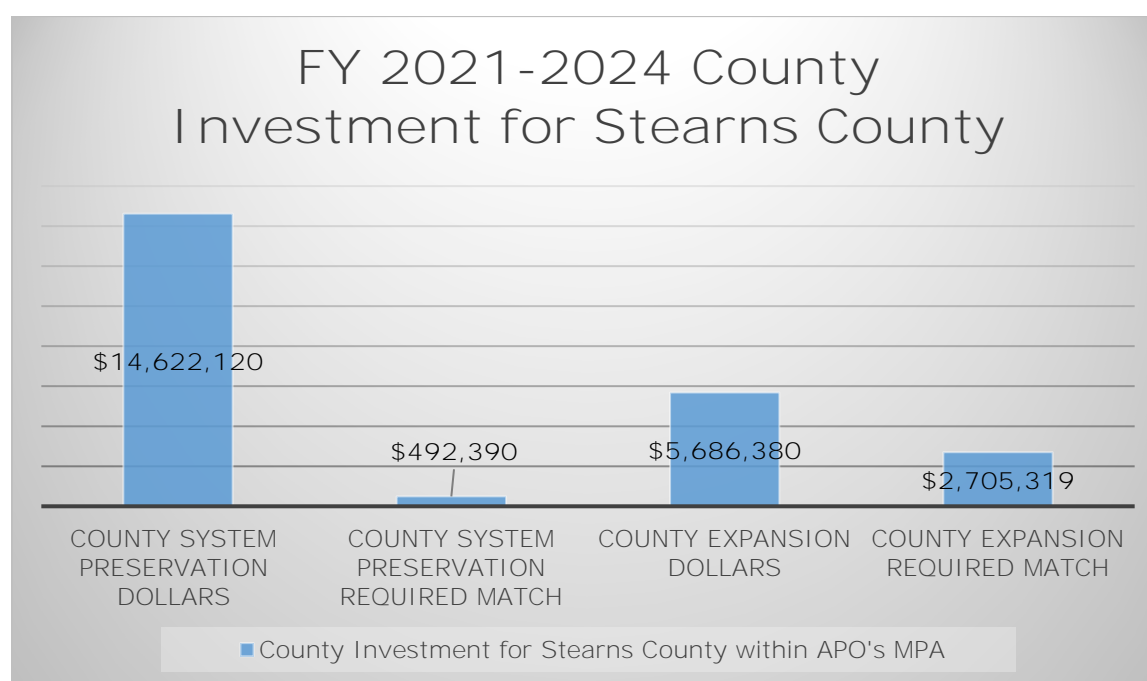 FY 2021-2024 County
Investment for Stearns County
$14,622,120
$492,390
$5,686,380
$2,705,319
COUNTY SYSTEM
PRESERVATION
DOLLARS
COUNTY SYSTEM
PRESERVATION
REQUIRED MATCH
COUNTY EXPANSION
DOLLARS
COUNTY EXPANSION
REQUIRED MATCH
County Investment for Stearns County within APO's MPA